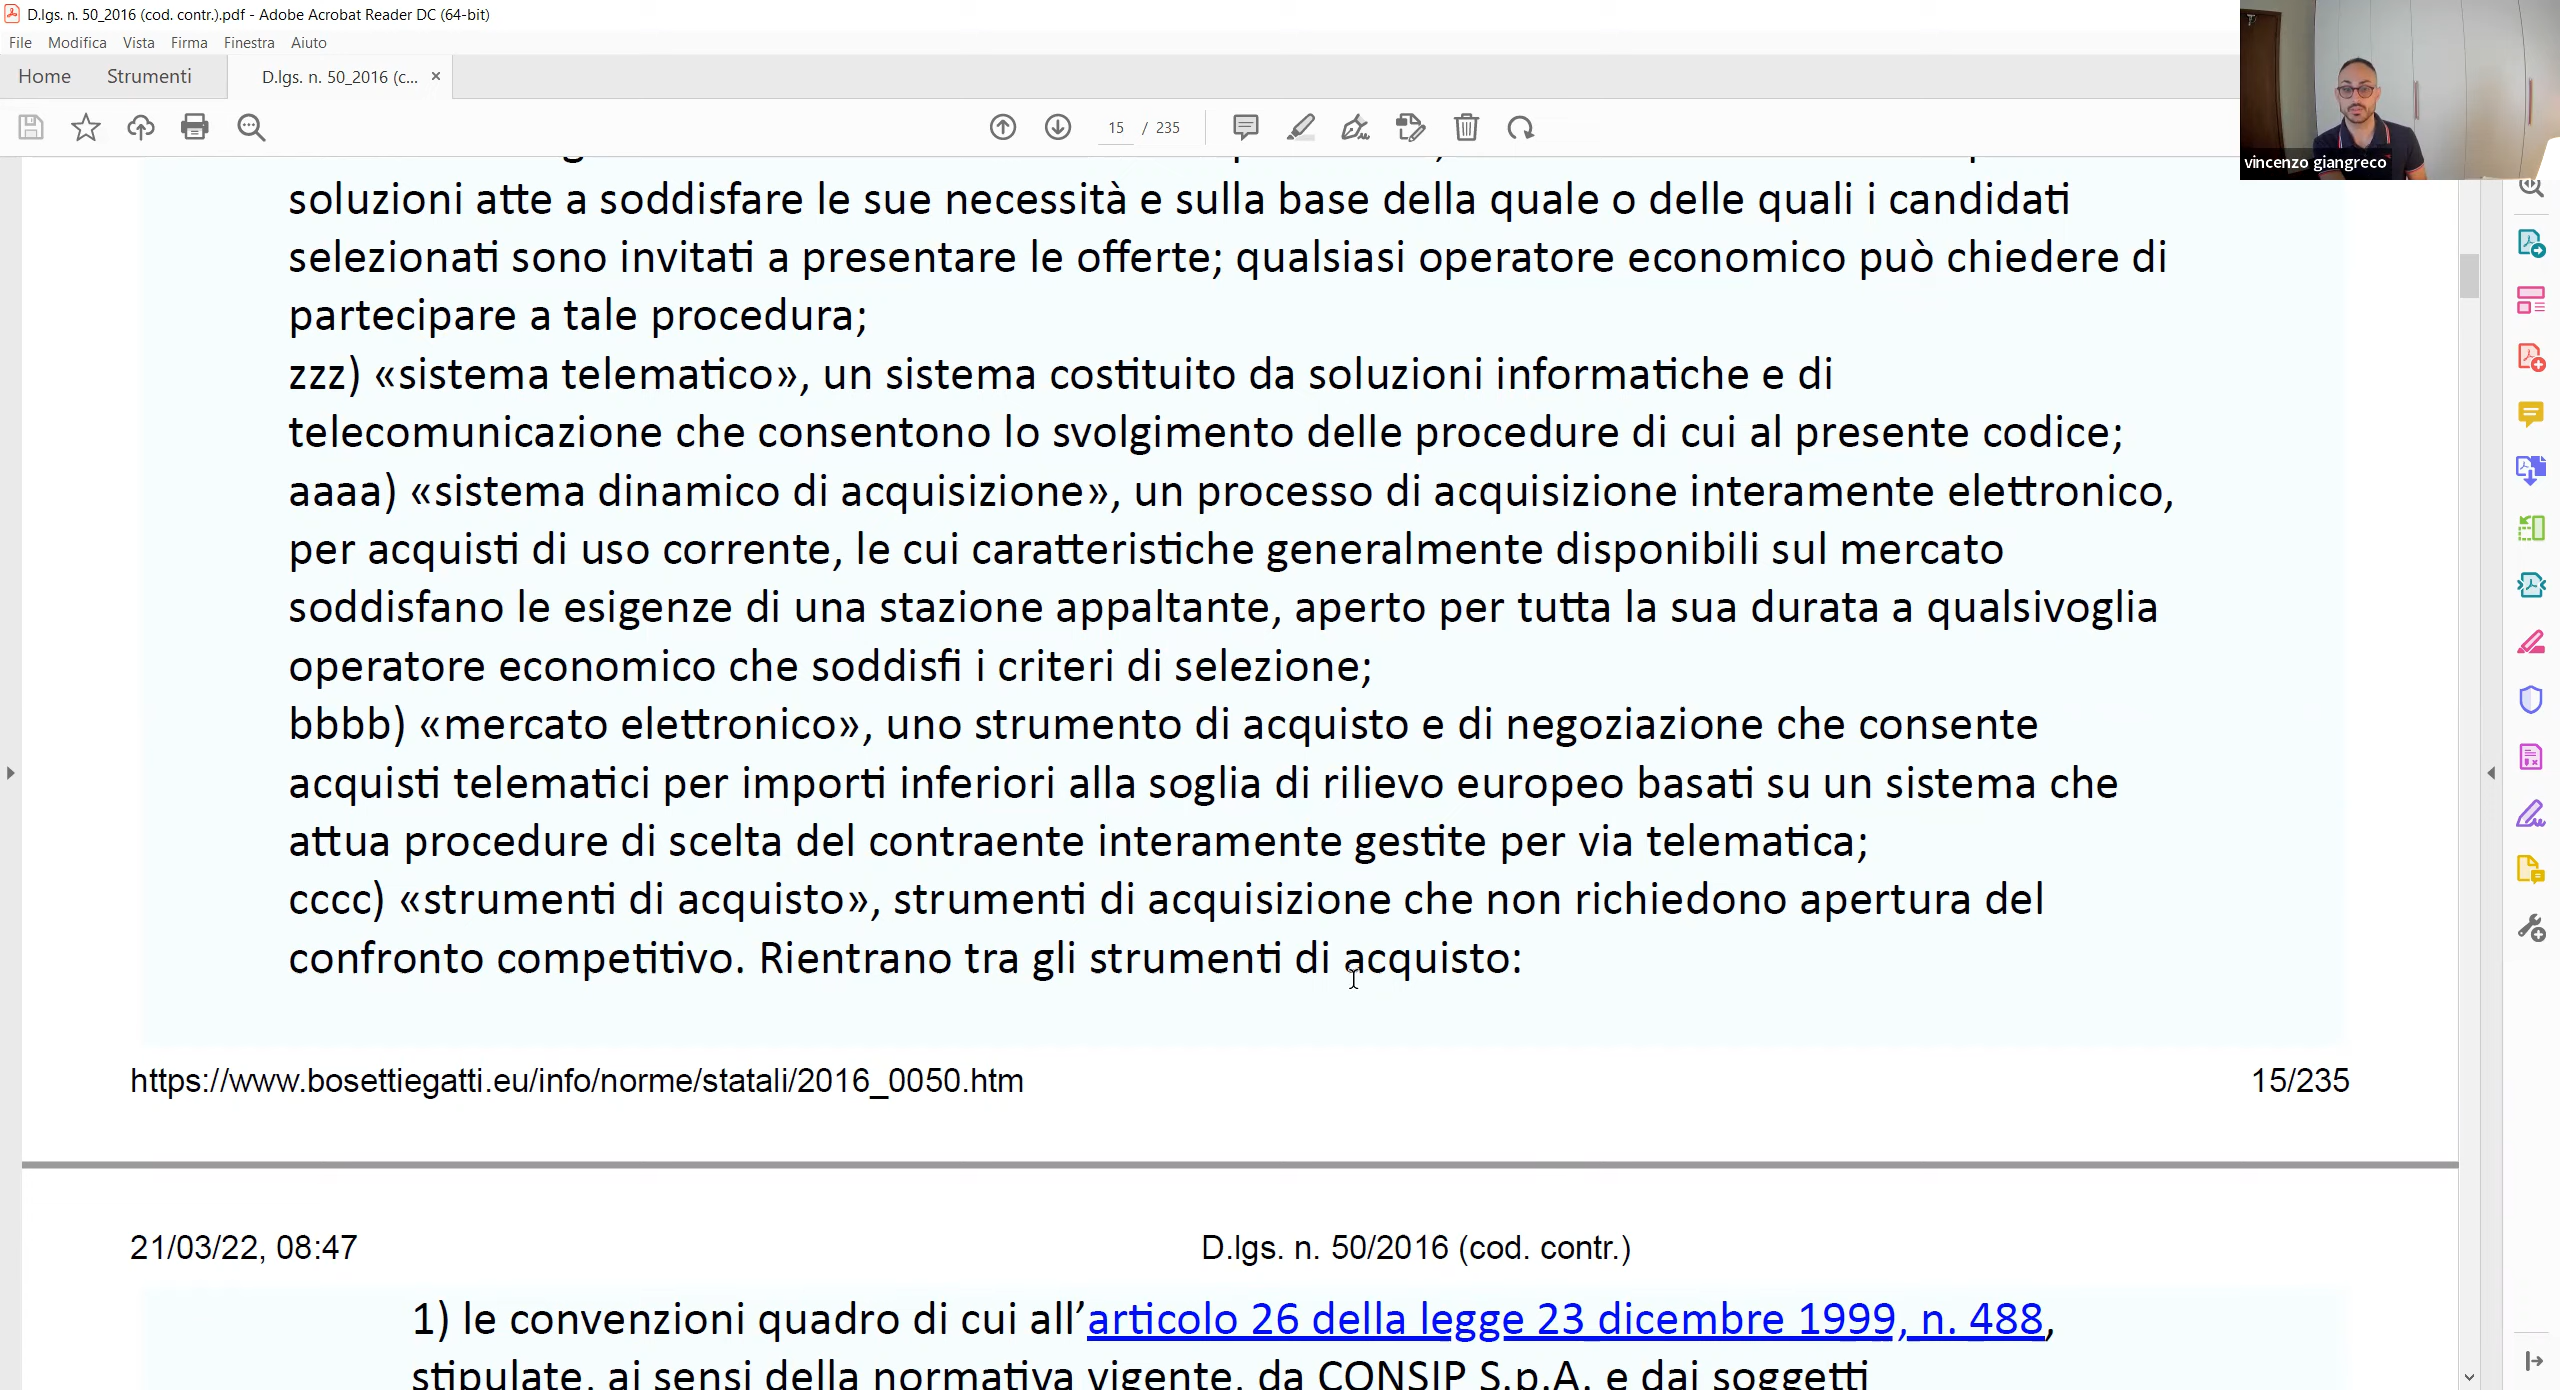 D.lgs. n. 50_2016 (cod. contr.).pdf - Adobe Acrobat Reader DC (64-bit)
File Modifica Vista Firma Finestra Aiuto
Home Strumenti D.lgs. n. 50_2016 (c... ×
15 / 235
vincenzo giangreco
soluzioni atte a soddisfare le sue necessità e sulla base della quale o delle quali i candidati
selezionati sono invitati a presentare le offerte; qualsiasi operatore economico può chiedere di
partecipare a tale procedura;
zzz) «sistema telematico», un sistema costituito da soluzioni informatiche e di
telecomunicazione che consentono lo svolgimento delle procedure di cui al presente codice;
aaaa) «sistema dinamico di acquisizione», un processo di acquisizione interamente elettronico,
per acquisti di uso corrente, le cui caratteristiche generalmente disponibili sul mercato
soddisfano le esigenze di una stazione appaltante, aperto per tutta la sua durata a qualsivoglia
operatore economico che soddisfi i criteri di selezione;
bbbb) «mercato elettronico», uno strumento di acquisto e di negoziazione che consente
acquisti telematici per importi inferiori alla soglia di rilievo europeo basati su un sistema che
attua procedure di scelta del contraente interamente gestite per via telematica;
cccc) «strumenti di acquisto», strumenti di acquisizione che non richiedono apertura del
confronto competitivo. Rientrano tra gli strumenti di acquisto:
https://www.bosettiegatti.eu/info/norme/statali/2016_0050.htm 15/235
21/03/22, 08:47 D.lgs. n. 50/2016 (cod. contr.)
1) le convenzioni quadro di cui all’articolo 26 della legge 23 dicembre 1999, n. 488,
stipulate, ai sensi della normativa vigente, da CONSIP S.p.A. e dai soggetti